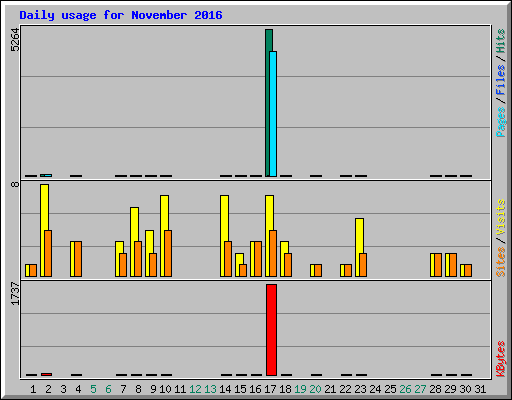 Daily usage for November 2016
5264
Pages / Files / Hits
8
Sites / Visits
1737
KBytes
1 2 3 4 5 6 7 8 9 10 11 12 13 14 15 16 17 18 19 20 21 22 23 24 25 26 27 28 29 30 31